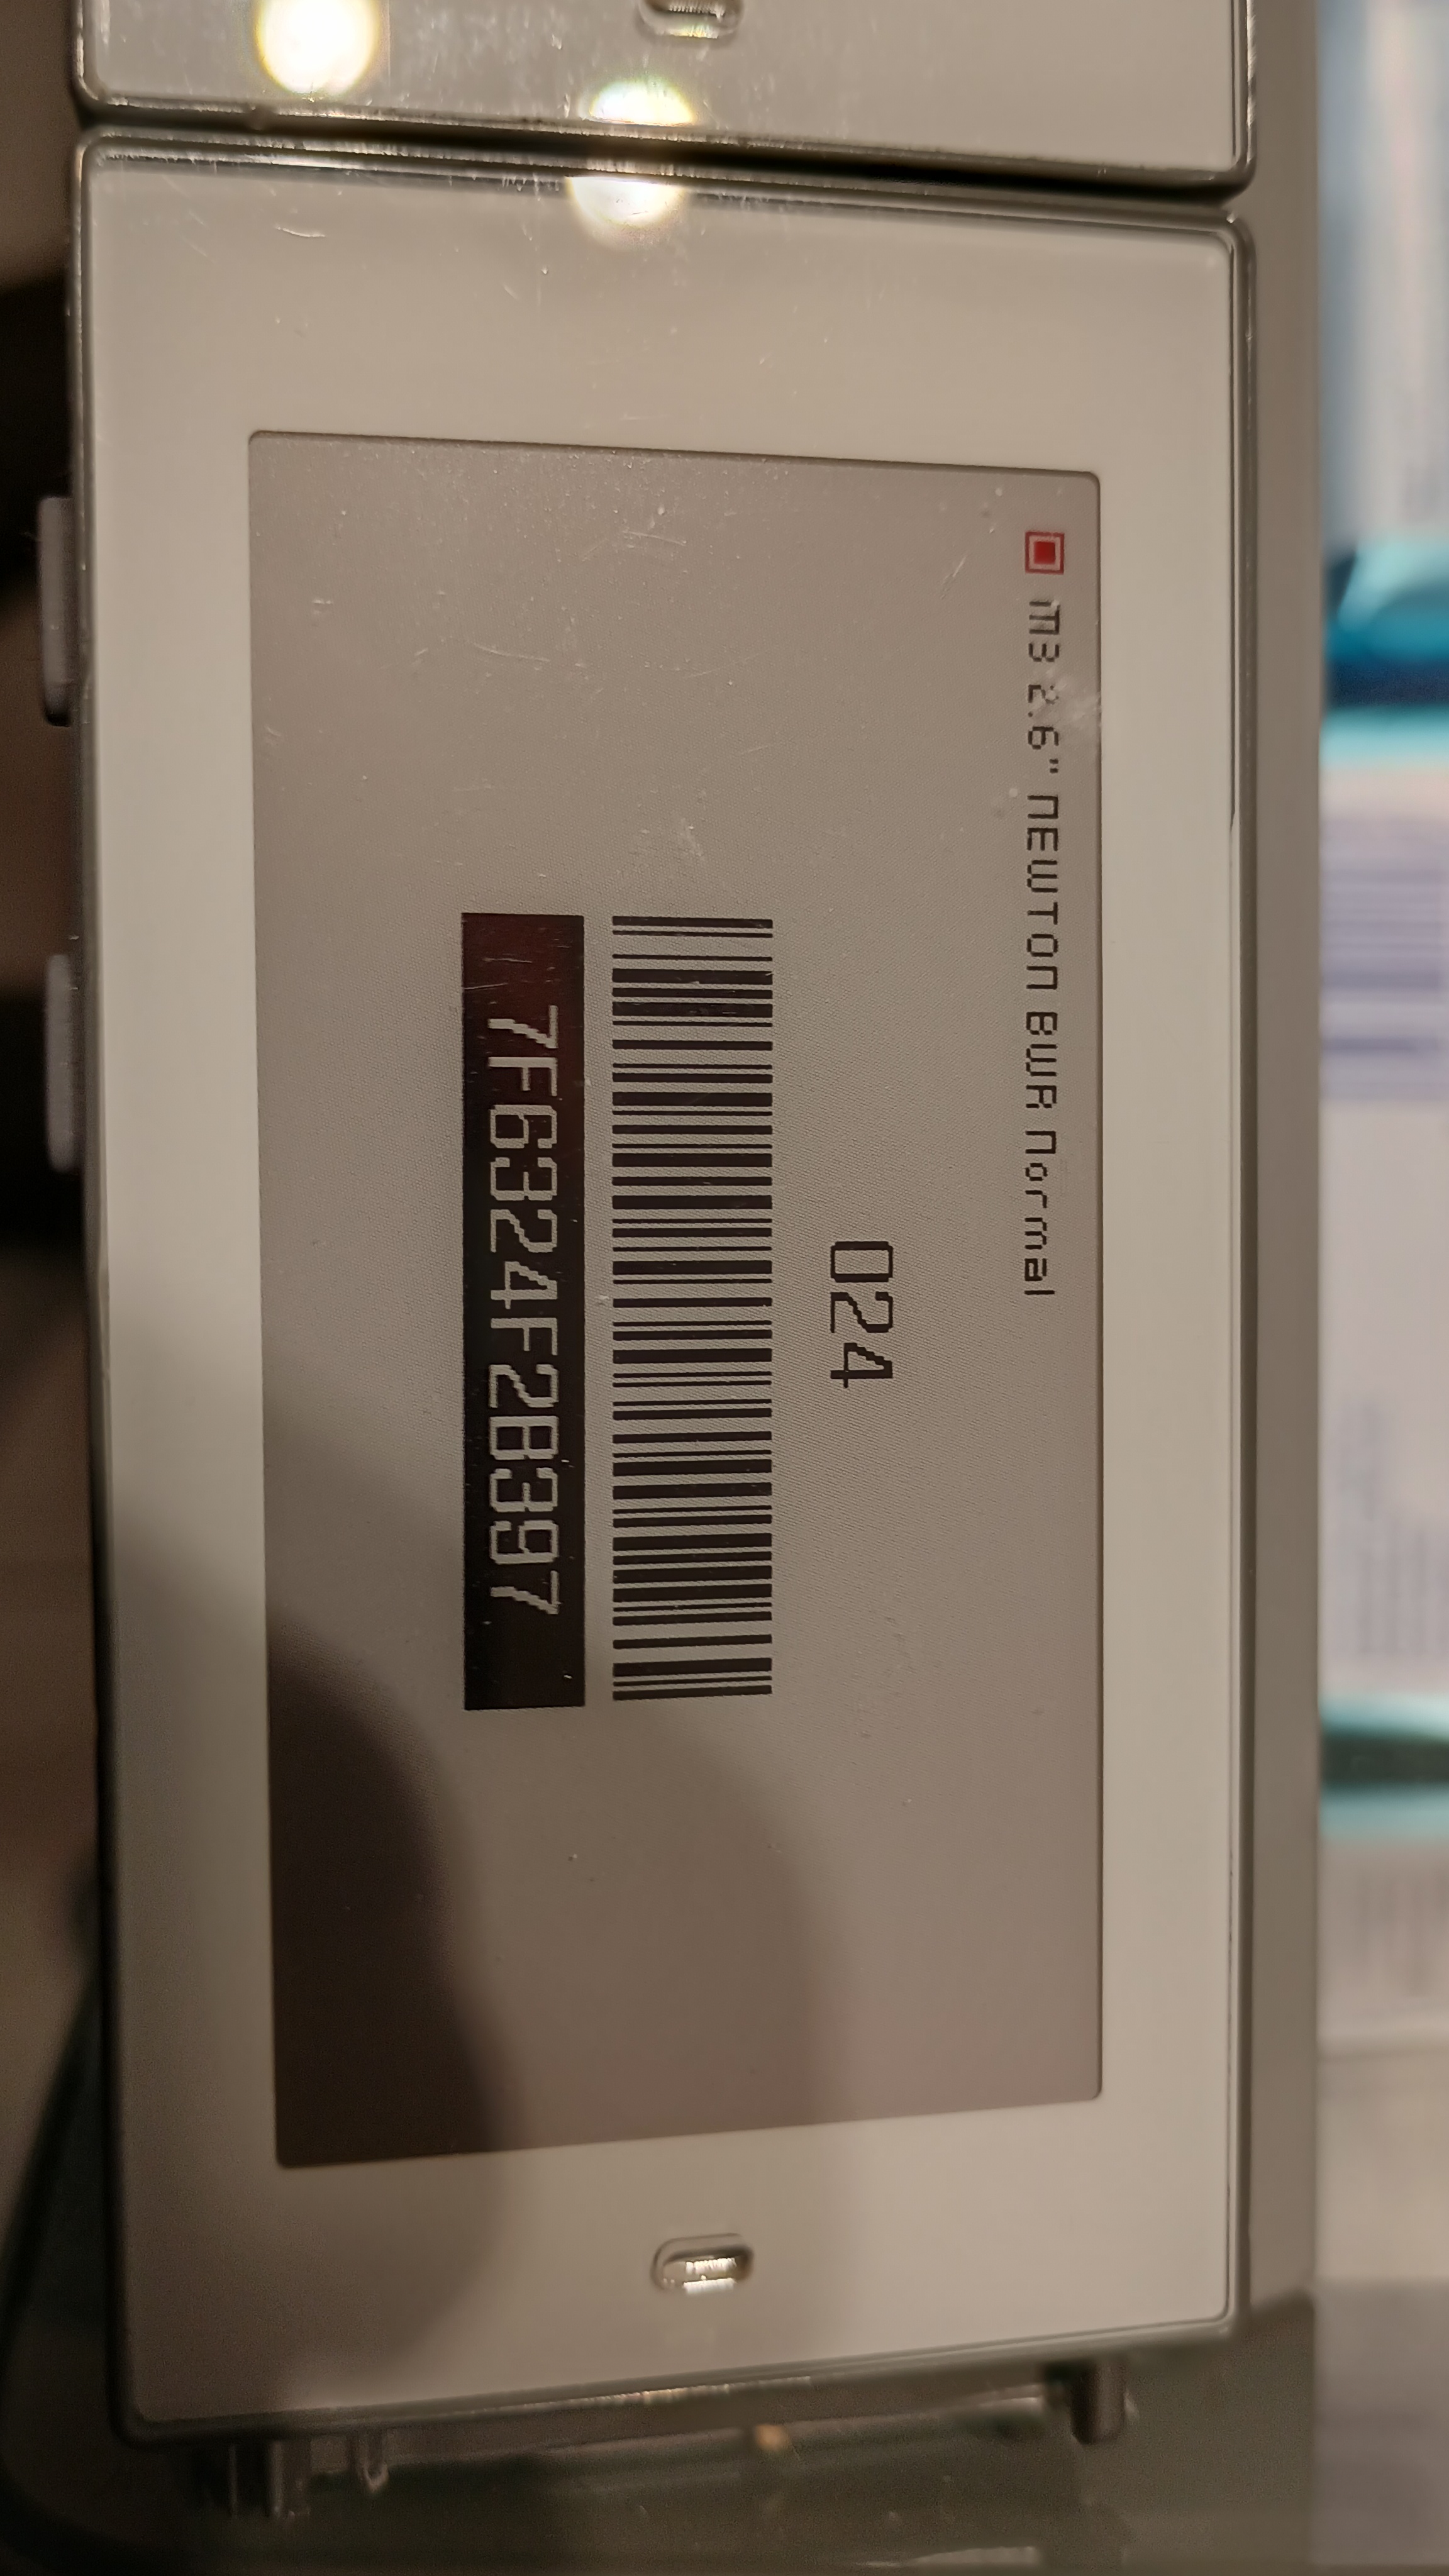 M3 2.6" NEWTON BWR Normal
024
7F6324F2B397